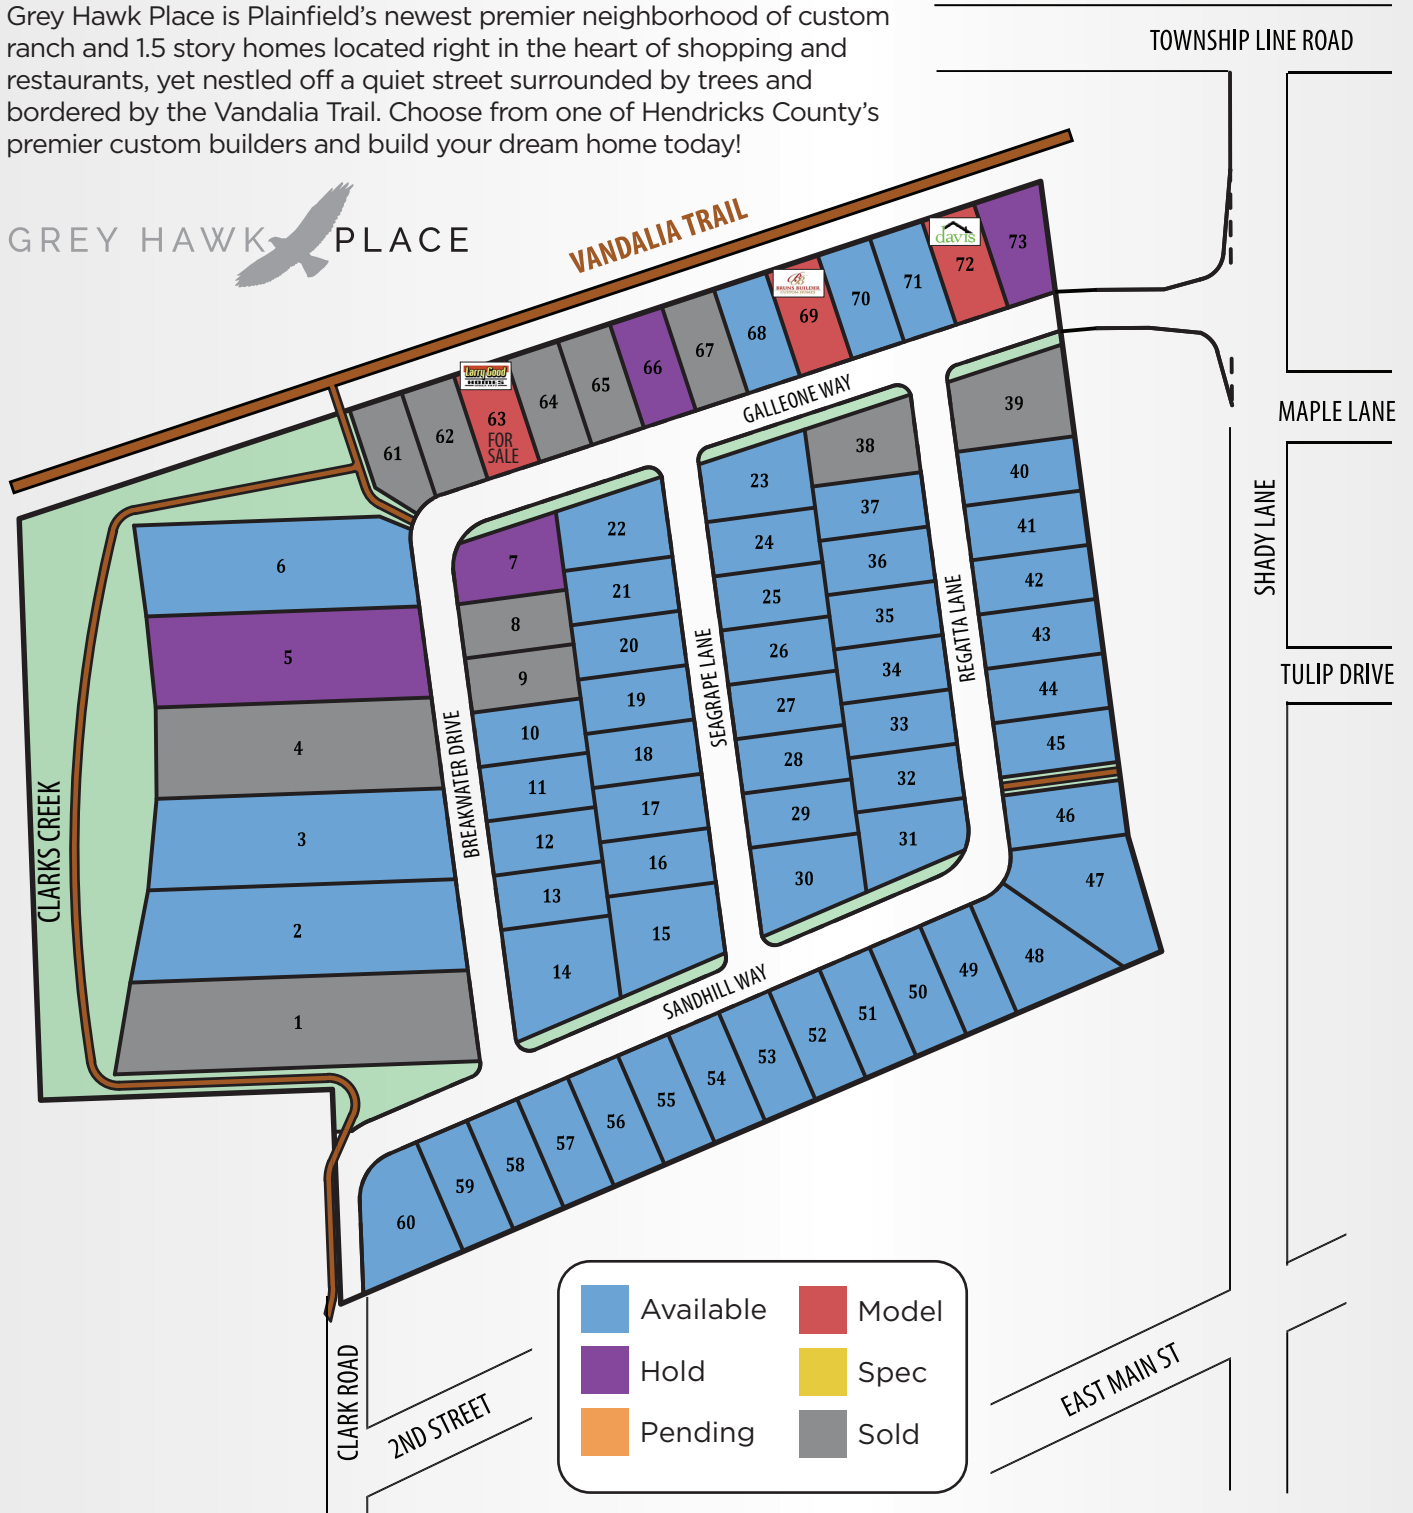 Grey Hawk Place is Plainfield's newest premier neighborhood of custom
ranch and 1.5 story homes located right in the heart of shopping and
restaurants, yet nestled off a quiet street surrounded by trees and
bordered by the Vandalia Trail. Choose from one of Hendricks County's
premier custom builders and build your dream home today!
GREY HAWK PLACE
TOWNSHIP LINE ROAD
VANDALIA TRAIL
MAPLE LANE
SHADY LANE
TULIP DRIVE
CLARKS CREEK
BREAKWATER DRIVE
SEAGRAPE LANE
REGATTA LANE
GALLEONE WAY
SANDHILL WAY
CLARK ROAD
2ND STREET
EAST MAIN ST
61
62
Larry Good
HOMES
63
FOR
SALE
64
65
66
67
68
BRUNS BUILDER
69
70
71
davis
72
73
6
5
4
3
2
1
7
8
9
10
11
12
13
14
22
21
20
19
18
17
16
15
23
24
25
26
27
28
29
30
38
37
36
35
34
33
32
31
39
40
41
42
43
44
45
46
47
48
49
50
51
52
53
54
55
56
57
58
59
60
Available
Model
Hold
Spec
Pending
Sold